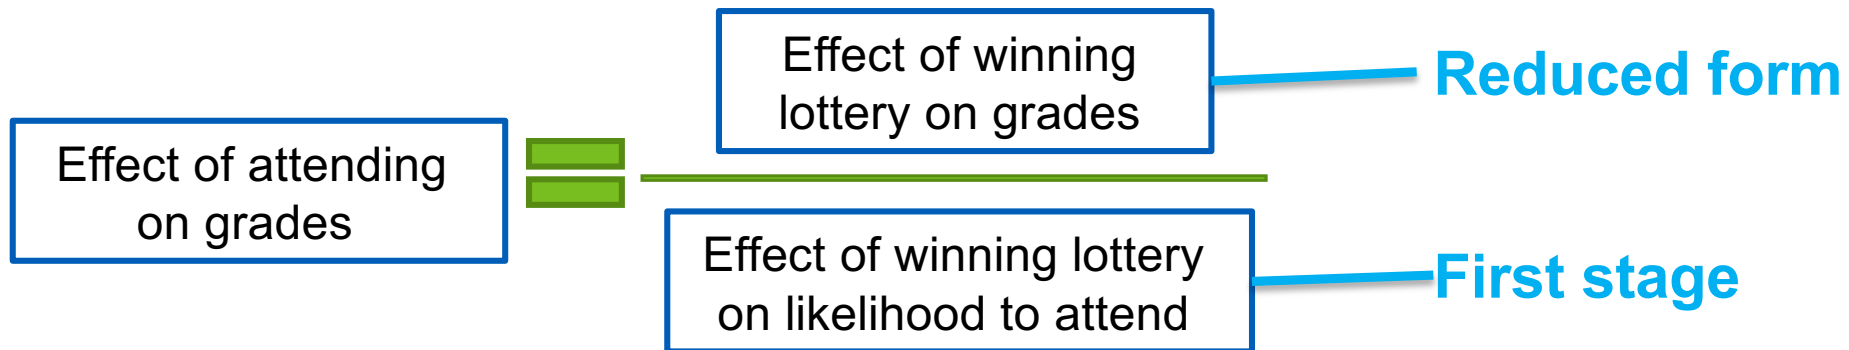 Effect of attending
on grades
Effect of winning
lottery on grades
Reduced form
Effect of winning lottery
on likelihood to attend
First stage